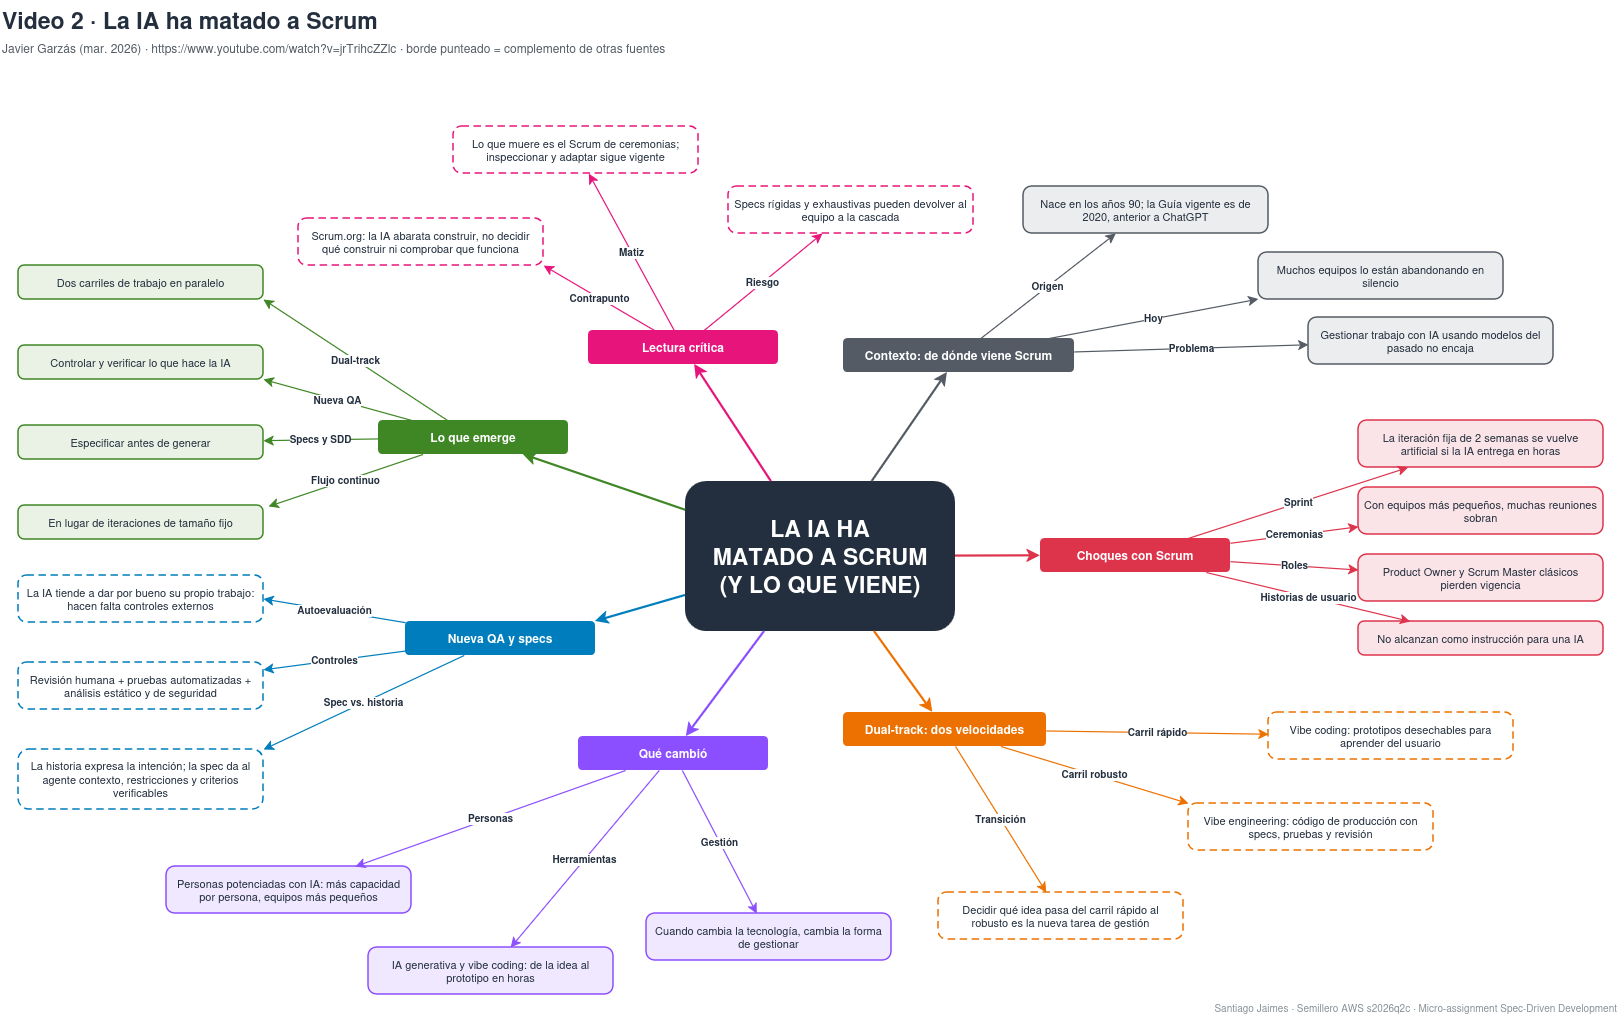 Video 2 · La IA ha matado a Scrum
Javier Garzás (mar. 2026) · https://www.youtube.com/watch?v=jrTrihcZZlc · borde punteado = complemento de otras fuentes
Lo que muere es el Scrum de ceremonias;
inspeccionar y adaptar sigue vigente
Specs rígidas y exhaustivas pueden devolver al
equipo a la cascada
Scrum.org: la IA abarata construir, no decidir
qué construir ni comprobar que funciona
Matiz
Riesgo
Contrapunto
Lectura crítica
Nace en los años 90; la Guía vigente es de
2020, anterior a ChatGPT
Muchos equipos lo están abandonando en
silencio
Gestionar trabajo con IA usando modelos del
pasado no encaja
Origen
Hoy
Problema
Contexto: de dónde viene Scrum
Dos carriles de trabajo en paralelo
Controlar y verificar lo que hace la IA
Especificar antes de generar
En lugar de iteraciones de tamaño fijo
Dual-track
Nueva QA
Specs y SDD
Flujo continuo
Lo que emerge
LA IA HA
MATADO A SCRUM
(Y LO QUE VIENE)
Choques con Scrum
Sprint
Ceremonias
Roles
Historias de usuario
La iteración fija de 2 semanas se vuelve
artificial si la IA entrega en horas
Con equipos más pequeños, muchas reuniones
sobran
Product Owner y Scrum Master clásicos
pierden vigencia
No alcanzan como instrucción para una IA
La IA tiende a dar por bueno su propio trabajo:
hacen falta controles externos
Revisión humana + pruebas automatizadas +
análisis estático y de seguridad
La historia expresa la intención; la spec da al
agente contexto, restricciones y criterios
verificables
Autoevaluación
Controles
Spec vs. historia
Nueva QA y specs
Qué cambió
Personas
Herramientas
Gestión
Personas potenciadas con IA: más capacidad
por persona, equipos más pequeños
IA generativa y vibe coding: de la idea al
prototipo en horas
Cuando cambia la tecnología, cambia la forma
de gestionar
Dual-track: dos velocidades
Carril rápido
Carril robusto
Transición
Vibe coding: prototipos desechables para
aprender del usuario
Vibe engineering: código de producción con
specs, pruebas y revisión
Decidir qué idea pasa del carril rápido al
robusto es la nueva tarea de gestión
Santiago Jaimes · Semillero AWS s2026q2c · Micro-assignment Spec-Driven Development